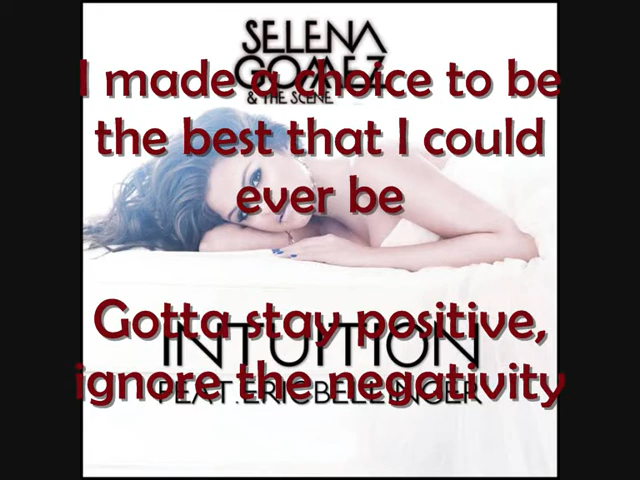 SELENA
GOMEZ
& THE SCENE
I made a choice to be
the best that I could
ever be
Gotta stay positive,
INTUITION
ignore the negativity
FEAT. ERIC BELLINGER